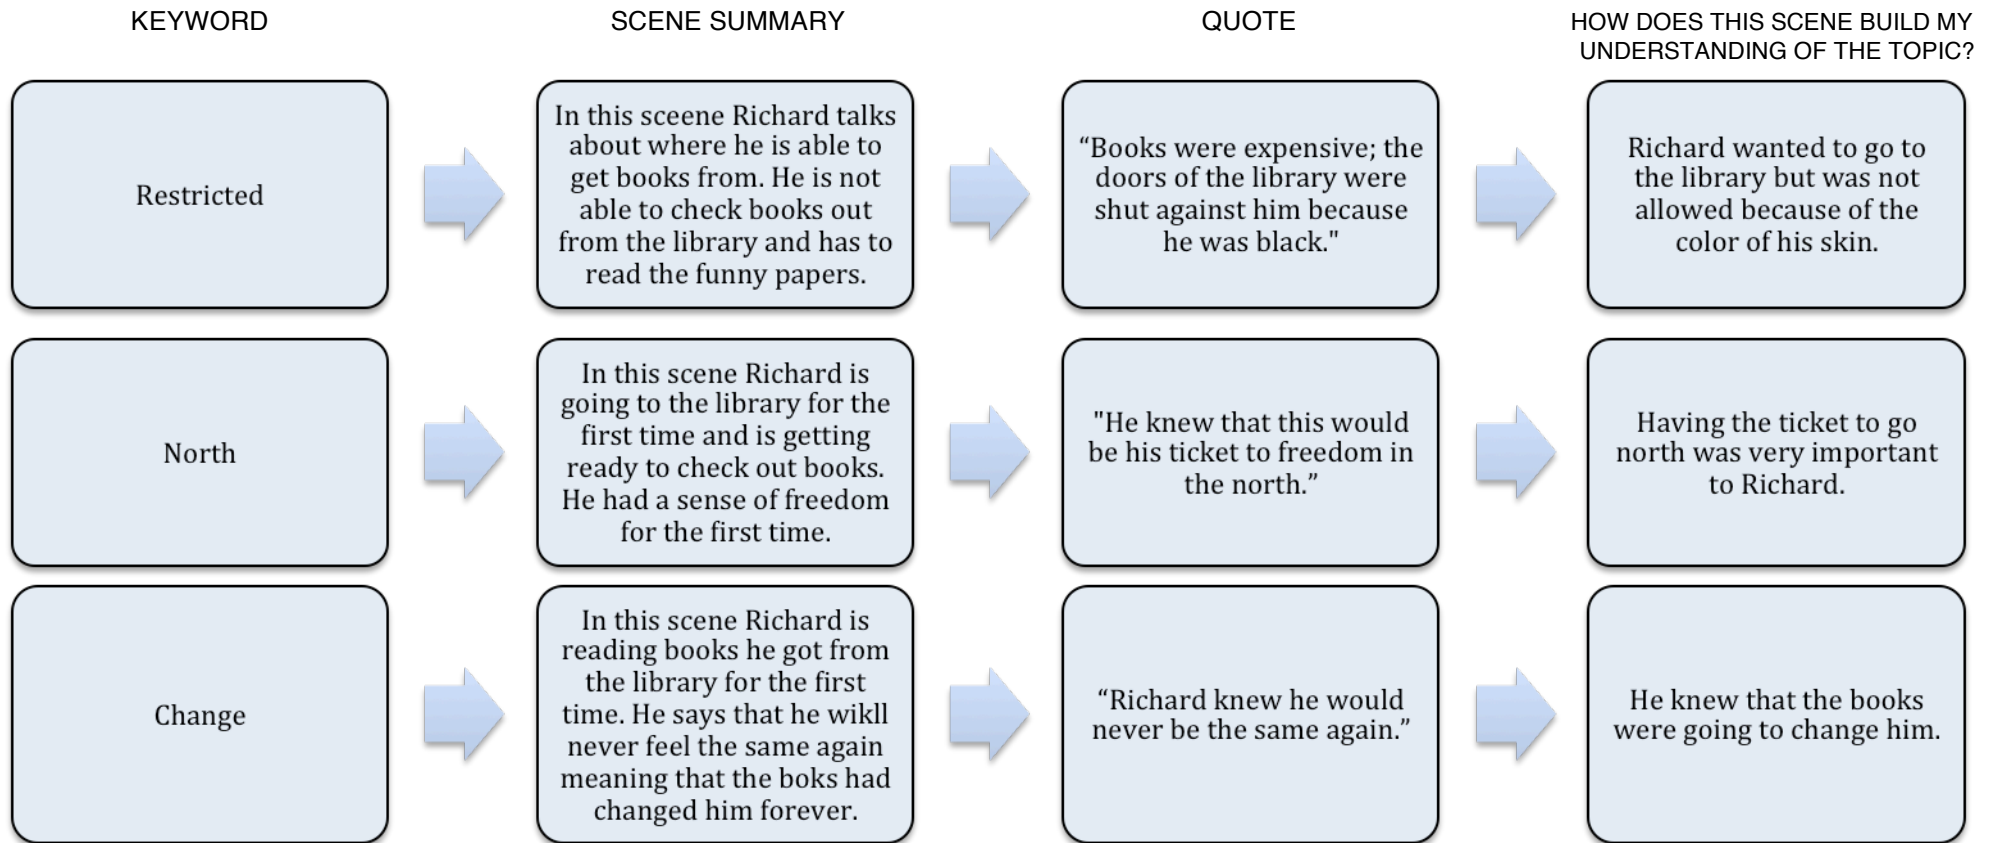 KEYWORD
SCENE SUMMARY
QUOTE
HOW DOES THIS SCENE BUILD MY
UNDERSTANDING OF THE TOPIC?
Restricted
In this sceene Richard talks
about where he is able to
get books from. He is not
able to check books out
from the library and has to
read the funny papers.
“Books were expensive; the
doors of the library were
shut against him because
he was black."
Richard wanted to go to
the library but was not
allowed because of the
color of his skin.
North
In this scene Richard is
going to the library for the
first time and is getting
ready to check out books.
He had a sense of freedom
for the first time.
"He knew that this would
be his ticket to freedom in
the north.”
Having the ticket to go
north was very important
to Richard.
Change
In this scene Richard is
reading books he got from
the library for the first
time. He says that he wikll
never feel the same again
meaning that the boks had
changed him forever.
“Richard knew he would
never be the same again.”
He knew that the books
were going to change him.